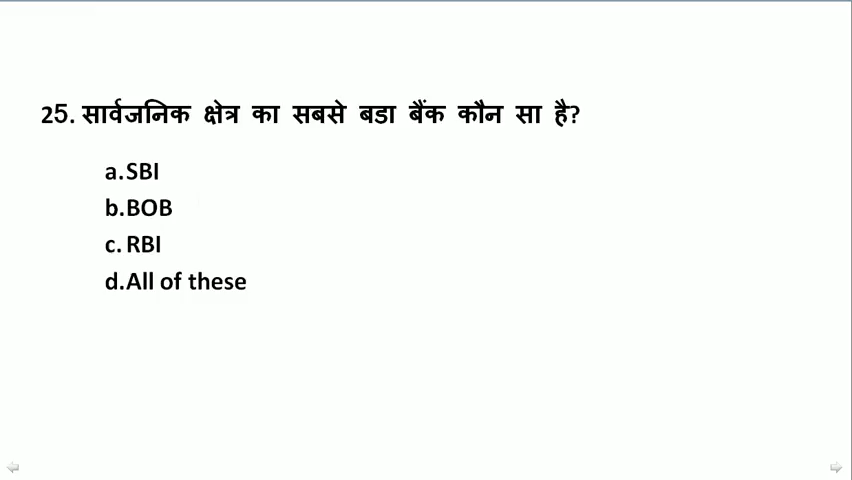 25. सार्वजनिक क्षेत्र का सबसे बडा बैंक कौन सा है?
a.SBI
b.BOB
c. RBI
d.All of these